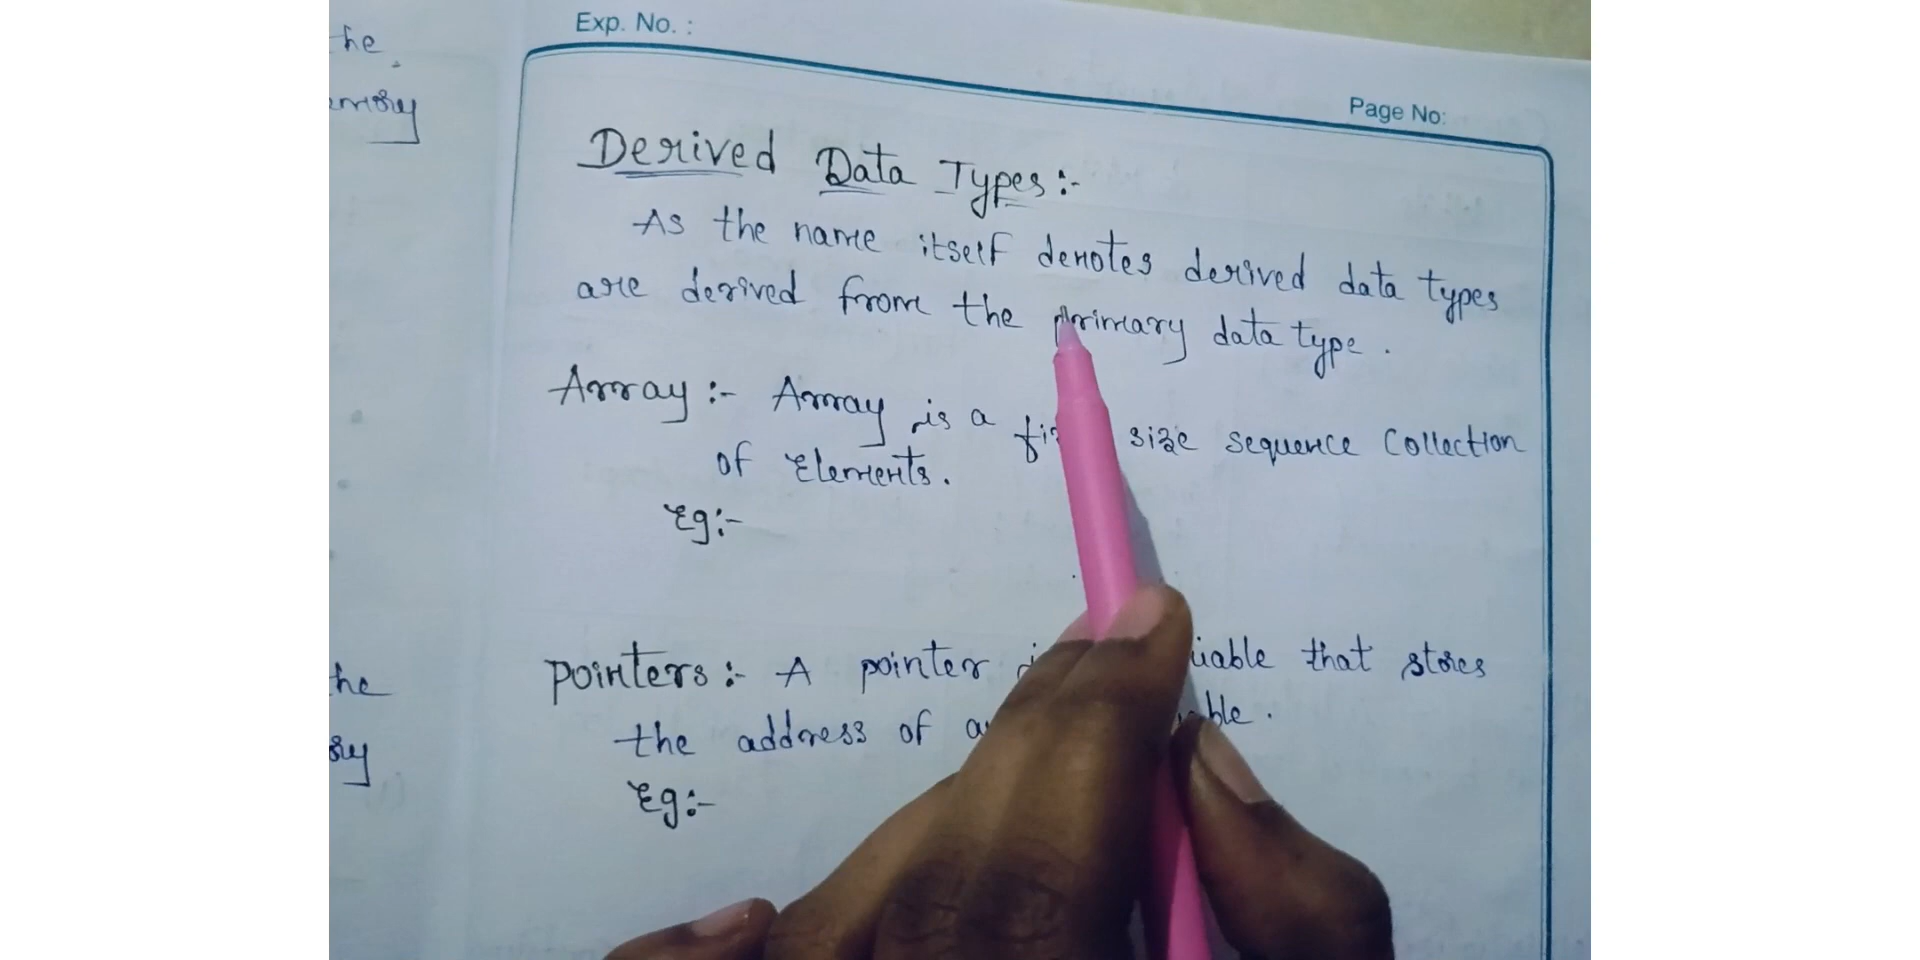 he
Exp. No. :
Page No:
Derived Data Types :-
As the name itself denotes derived data types
are derived from the primary data type .
Array :- Array is a size sequence Collection
of Elements .
Eg:-
he
Pointers :- A pointer that stores
the address of
Eg:-